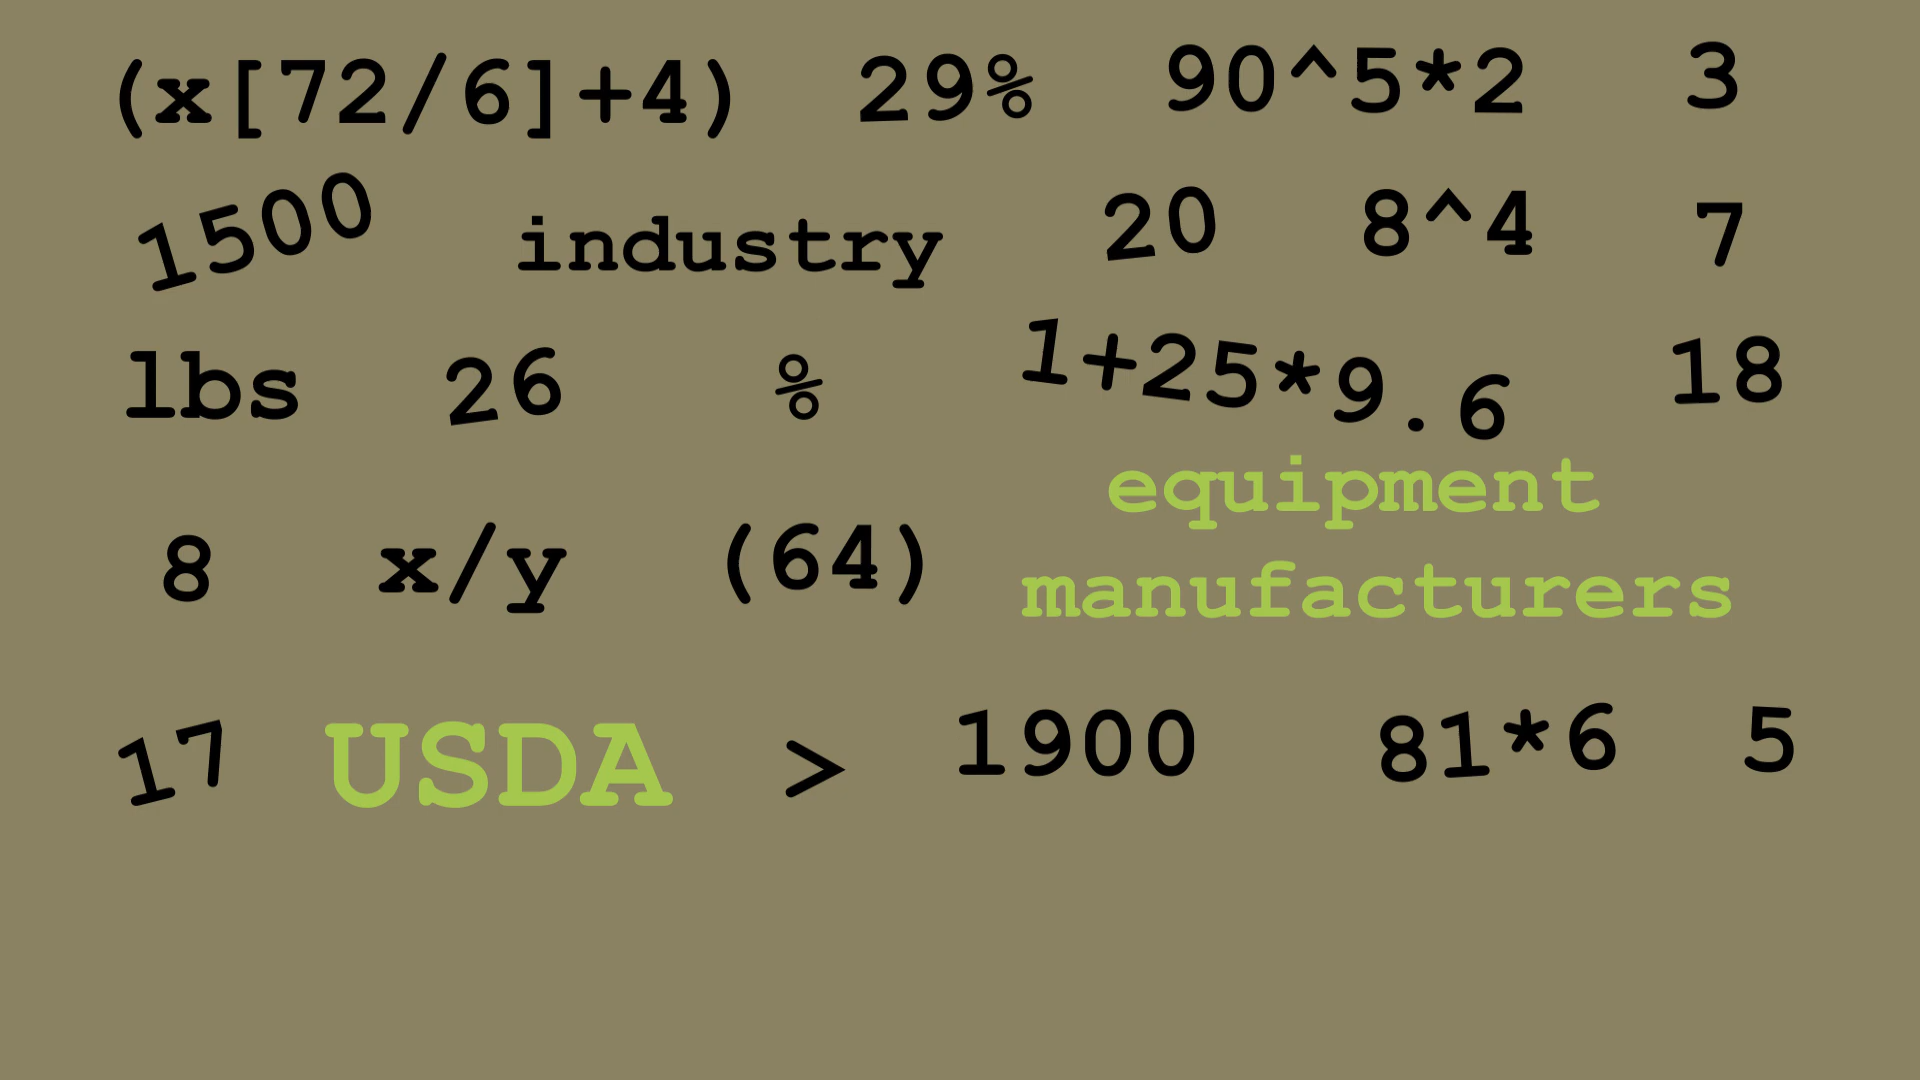 (x[72/6]+4) 29% 90^5*2 3
1500 industry 20 8^4 7
lbs 26 % 1+25*9.6 18
equipment
8 x/y (64) manufacturers
17 USDA > 1900 81*6 5